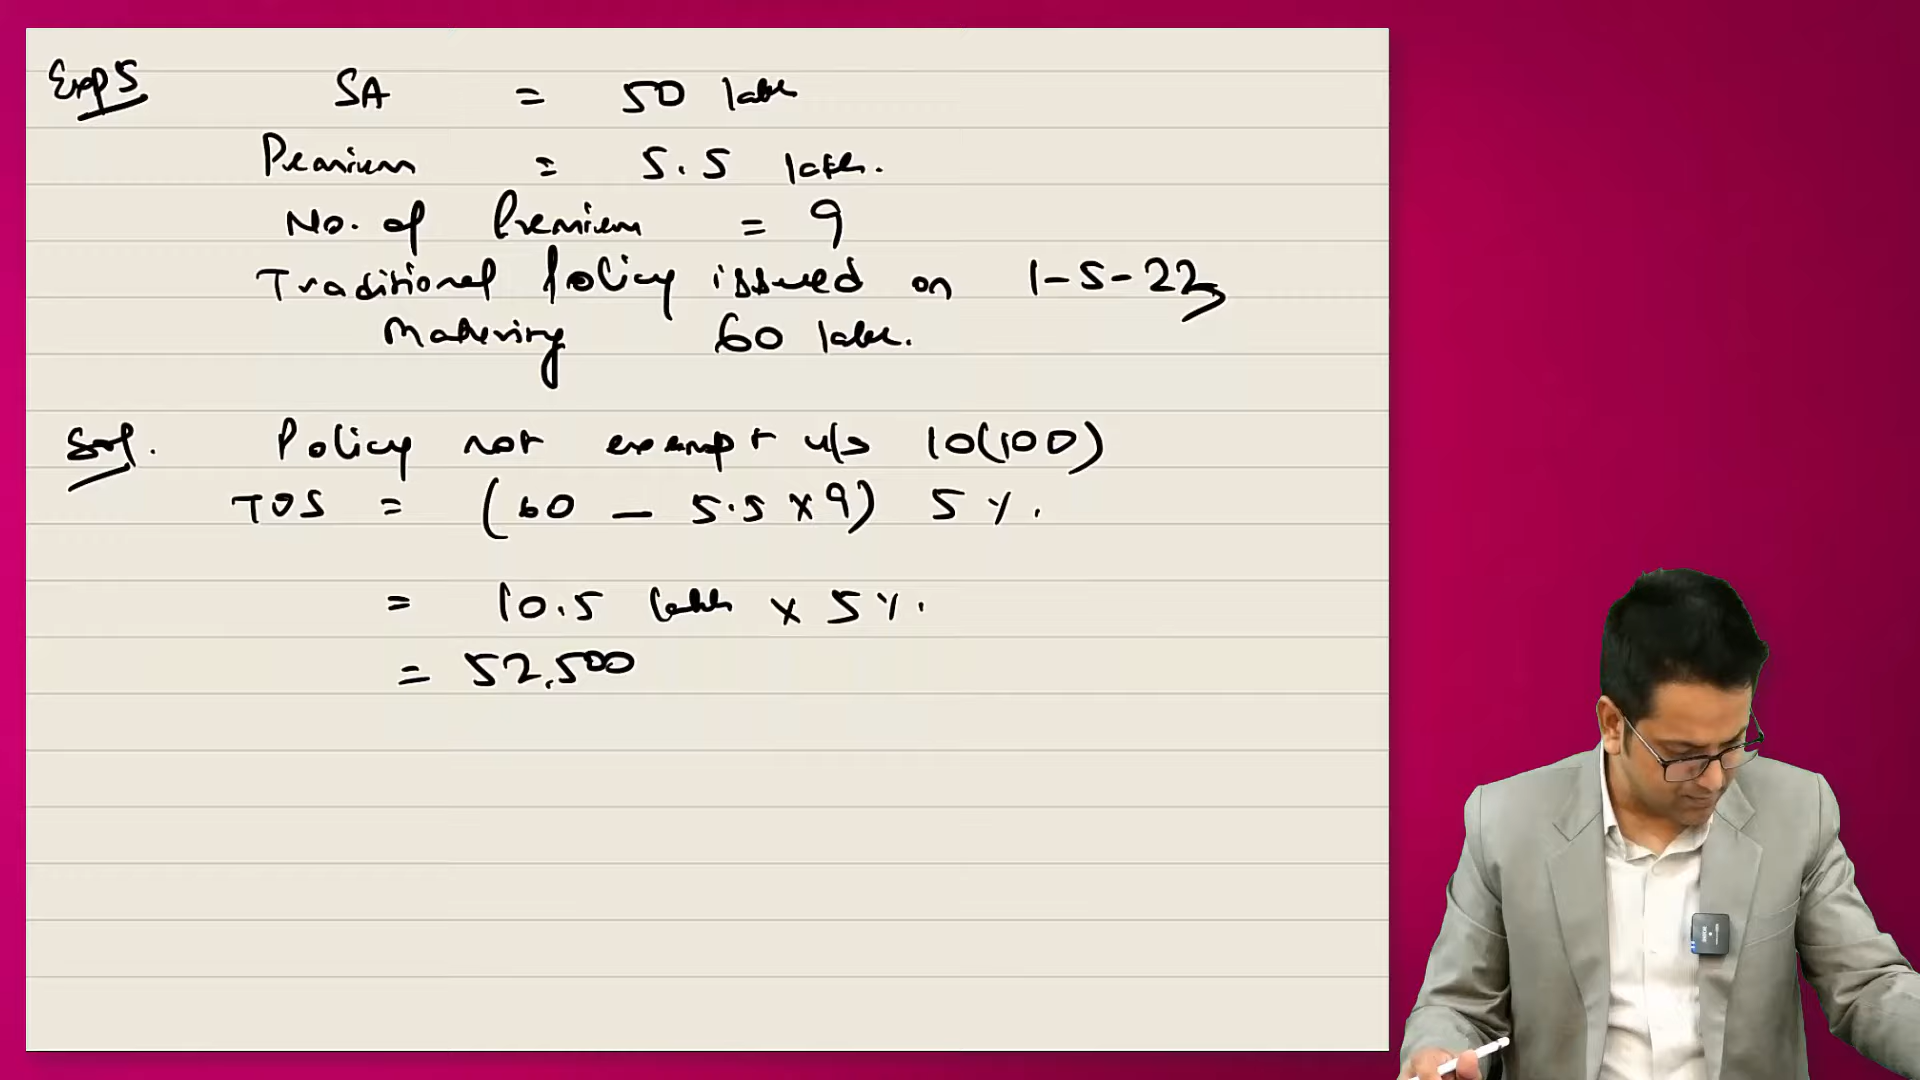 Exp 5 SA = 50 lakh
Premium = 5.5 lakh.
No. of Premium = 9
Traditional Policy issued on 1-5-22
Maturity 60 lakh.
Sol. Policy not exempt u/s 10(10D)
TDS = (60 - 5.5 x 9) 5%.
= 10.5 lakh x 5%.
= 52,500